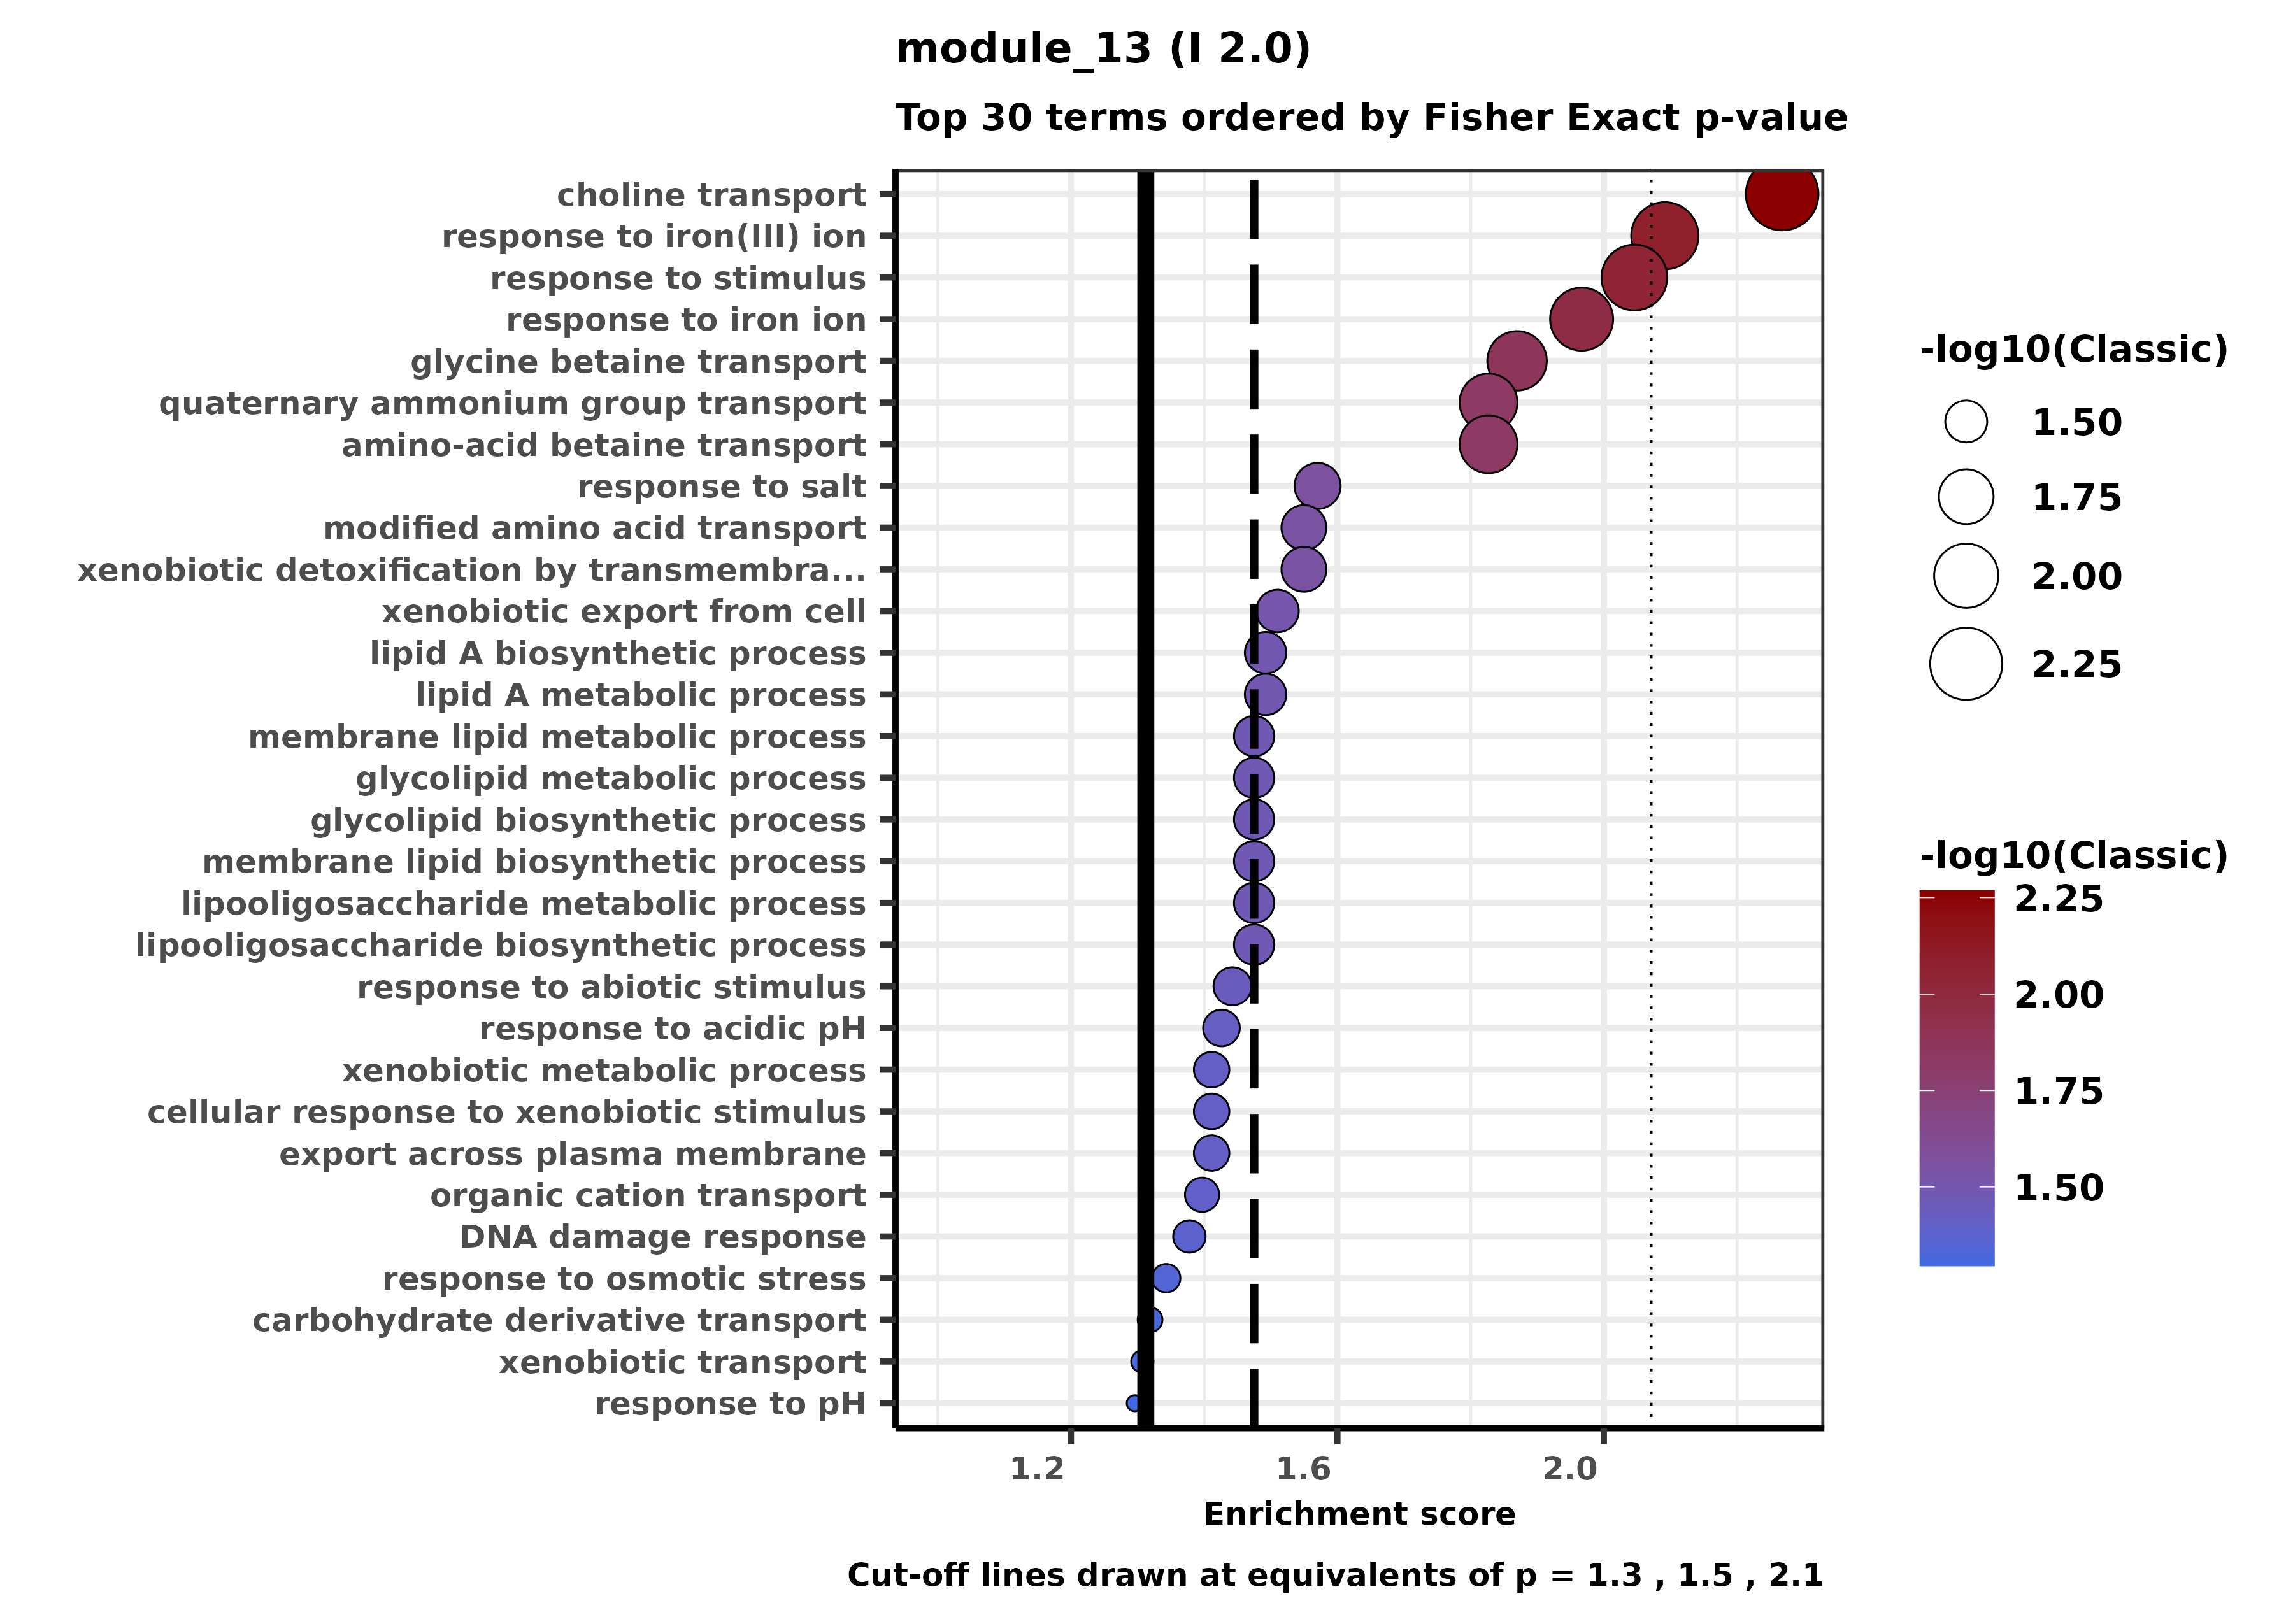 module_13 (I 2.0)
Top 30 terms ordered by Fisher Exact p-value
choline transport
response to iron(III) ion
response to stimulus
response to iron ion
glycine betaine transport
quaternary ammonium group transport
amino-acid betaine transport
response to salt
modified amino acid transport
xenobiotic detoxification by transmembra...
xenobiotic export from cell
lipid A biosynthetic process
lipid A metabolic process
membrane lipid metabolic process
glycolipid metabolic process
glycolipid biosynthetic process
membrane lipid biosynthetic process
lipooligosaccharide metabolic process
lipooligosaccharide biosynthetic process
response to abiotic stimulus
response to acidic pH
xenobiotic metabolic process
cellular response to xenobiotic stimulus
export across plasma membrane
organic cation transport
DNA damage response
response to osmotic stress
carbohydrate derivative transport
xenobiotic transport
response to pH
1.2 1.6 2.0
Enrichment score
Cut-off lines drawn at equivalents of p = 1.3 , 1.5 , 2.1
-log10(Classic)
1.50
1.75
2.00
2.25
-log10(Classic)
2.25
2.00
1.75
1.50